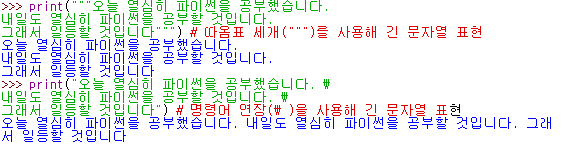 >>> print("""오늘 열심히 파이썬을 공부했습니다.
내일도 열심히 파이썬을 공부할 것입니다.
그래서 일등할 것입니다""") # 따옴표 세개(""")를 사용해 긴 문자열 표현
오늘 열심히 파이썬을 공부했습니다.
내일도 열심히 파이썬을 공부할 것입니다.
그래서 일등할 것입니다
>>> print("오늘 열심히 파이썬을 공부했습니다. ₩
내일도 열심히 파이썬을 공부할 것입니다. ₩
그래서 일등할 것입니다") # 명령어 연장(₩ )을 사용해 긴 문자열 표현
오늘 열심히 파이썬을 공부했습니다. 내일도 열심히 파이썬을 공부할 것입니다. 그래
서 일등할 것입니다